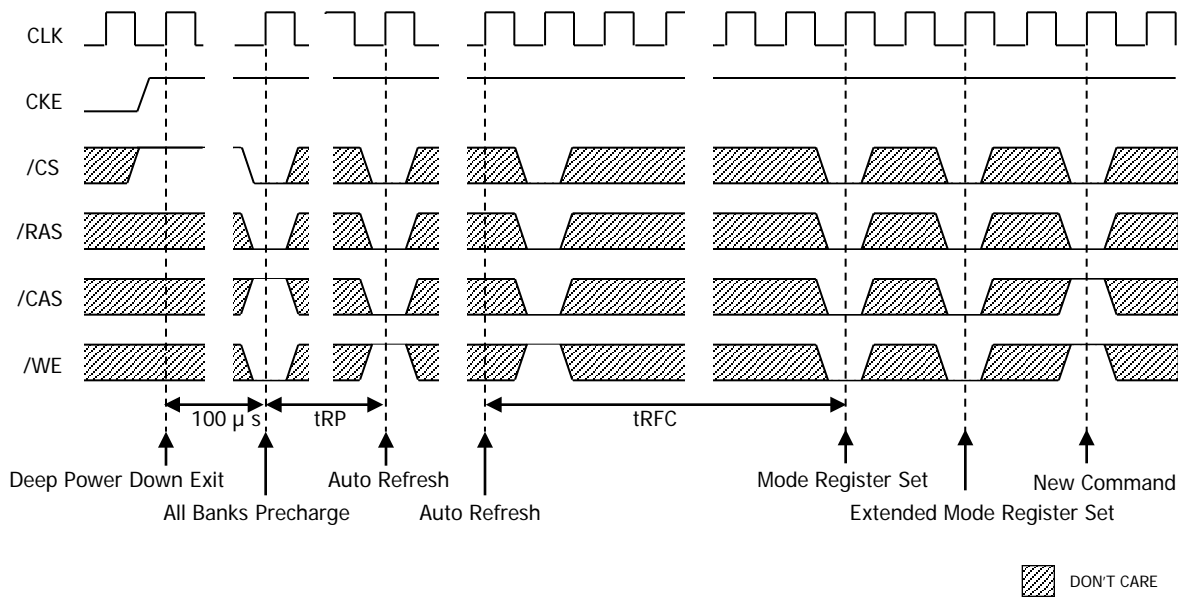 CLK
CKE
/CS
/RAS
/CAS
/WE
100 µ s
tRP
tRFC
Deep Power Down Exit
Auto Refresh
Mode Register Set
New Command
All Banks Precharge
Auto Refresh
Extended Mode Register Set
DON'T CARE